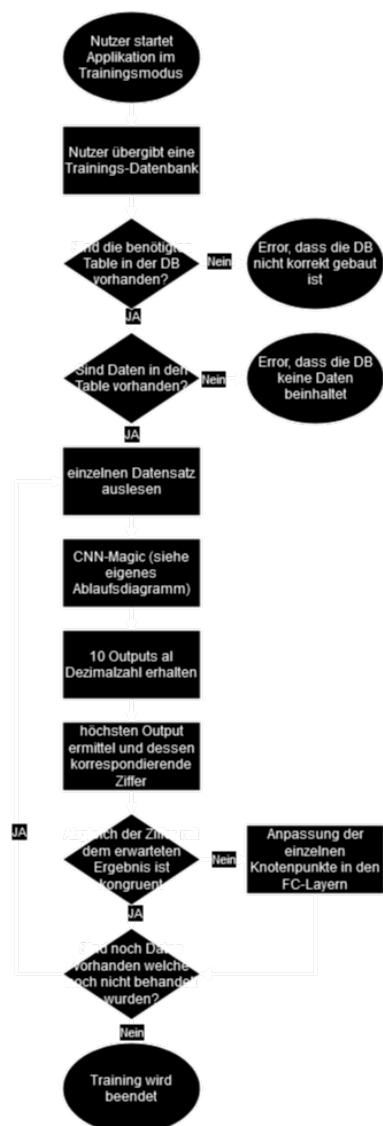 Nutzer startet
Applikation im
Trainingsmodus
Nutzer übergibt eine
Trainings-Datenbank
Sind die benötigten
Table in der DB
vorhanden?
Nein
Error, dass die DB
nicht korrekt gebaut
ist
JA
Sind Daten in den
Table vorhanden?
Nein
Error, dass die DB
keine Daten
beinhaltet
JA
einzelnen Datensatz
auslesen
CNN-Magic (siehe
eigenes
Ablaufsdiagramm)
10 Outputs al
Dezimalzahl erhalten
höchsten Output
ermittel und dessen
korrespondierende
Ziffer
JA
der Ziffer
dem erwarteten
Ergebnis ist
kongruent
Nein
Anpassung der
einzelnen
Knotenpunkte in den
FC-Layern
JA
Sind noch Daten
vorhanden welche
noch nicht behandelt
wurden?
Nein
Training wird
beendet